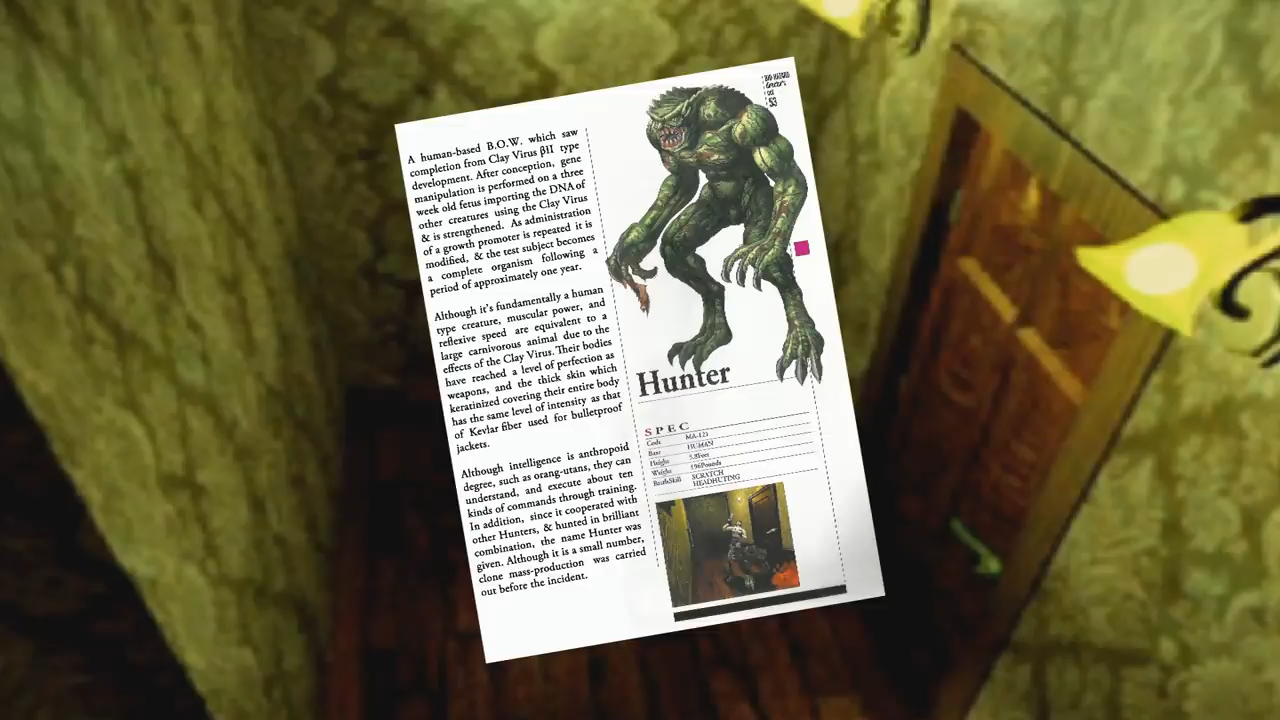 A human-based B.O.W. which saw
completion from Clay Virus βII type
development. After conception, gene
manipulation is performed on a three
week old fetus importing the DNA of
other creatures using the Clay Virus
& is strengthened. As administration
of a growth promoter is repeated it is
modified, & the test subject becomes
a complete organism following a
period of approximately one year.
Although it's fundamentally a human
type creature, muscular power, and
reflexive speed are equivalent to a
large carnivorous animal due to the
effects of the Clay Virus. Their bodies
have reached a level of perfection as
weapons, and the thick skin which
keratinized covering their entire body
has the same level of intensity as that
of Kevlar fiber used for bulletproof
jackets.
Although intelligence is anthropoid
degree, such as orang-utans, they can
understand, and execute about ten
kinds of commands through training.
In addition, since it cooperated with
other Hunters, & hunted in brilliant
combination, the name Hunter was
given. Although it is a small number,
clone mass-production was carried
out before the incident.
BIO HAZARD
director's
cut
53
Hunter
SPEC
Code MA-121
Base HUMAN
Height 5.8Feet
Weight 196Pounds
BeathSkill SCRATCH
HEADHUTING